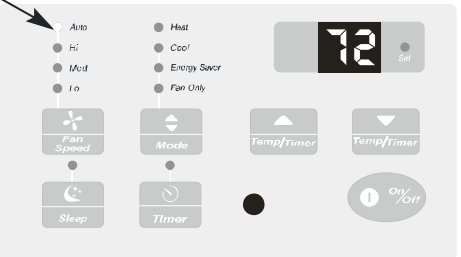 Auto
Hi
Med
Lo
Heat
Cool
Energy Saver
Fan Only
72
Set
Fan
Speed
Mode
Temp/Timer
Temp/Timer
Sleep
Timer
On/
Off